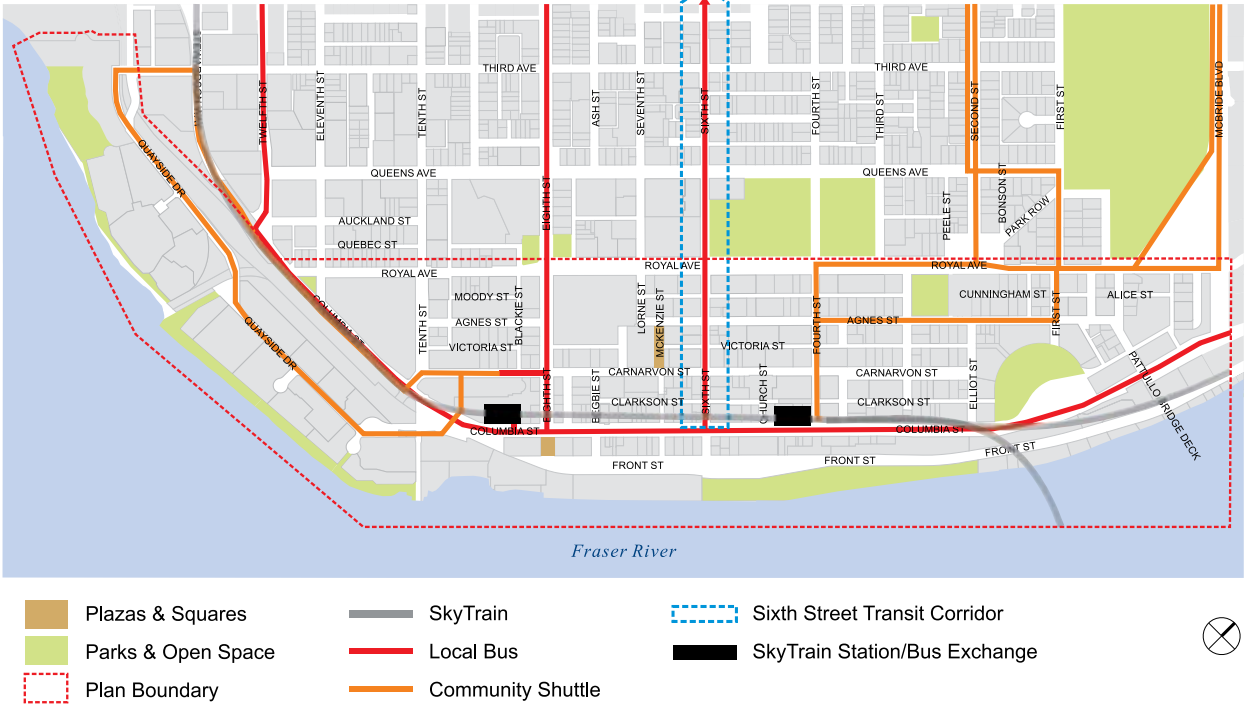 STEWARDSON WAY
TWELFTH ST
ELEVENTH ST
TENTH ST
THIRD AVE
ASH ST
SEVENTH ST
SIXTH ST
FOURTH ST
THIRD AVE
THIRD ST
SECOND ST
FIRST ST
MCBRIDE BLVD
QUAYSIDE DR
QUEENS AVE
EIGHTH ST
QUEENS AVE
PEELE ST
BONSON ST
PARK ROW
AUCKLAND ST
QUEBEC ST
ROYAL AVE
ROYAL AVE
ROYAL AVE
COLUMBIA ST
MOODY ST
AGNES ST
VICTORIA ST
TENTH ST
BLACKIE ST
LORNE ST
MCKENZIE ST
VICTORIA ST
FOURTH ST
AGNES ST
CUNNINGHAM ST
FIRST ST
ALICE ST
QUAYSIDE DR
CARNARVON ST
CARNARVON ST
EIGHTH ST
BEGBIE ST
CLARKSON ST
SIXTH ST
CHURCH ST
CLARKSON ST
ELLIOT ST
PATTULLO BRIDGE DECK
COLUMBIA ST
COLUMBIA ST
FRONT ST
FRONT ST
FRONT ST
Fraser River
Plazas & Squares
Parks & Open Space
Plan Boundary
SkyTrain
Local Bus
Community Shuttle
Sixth Street Transit Corridor
SkyTrain Station/Bus Exchange